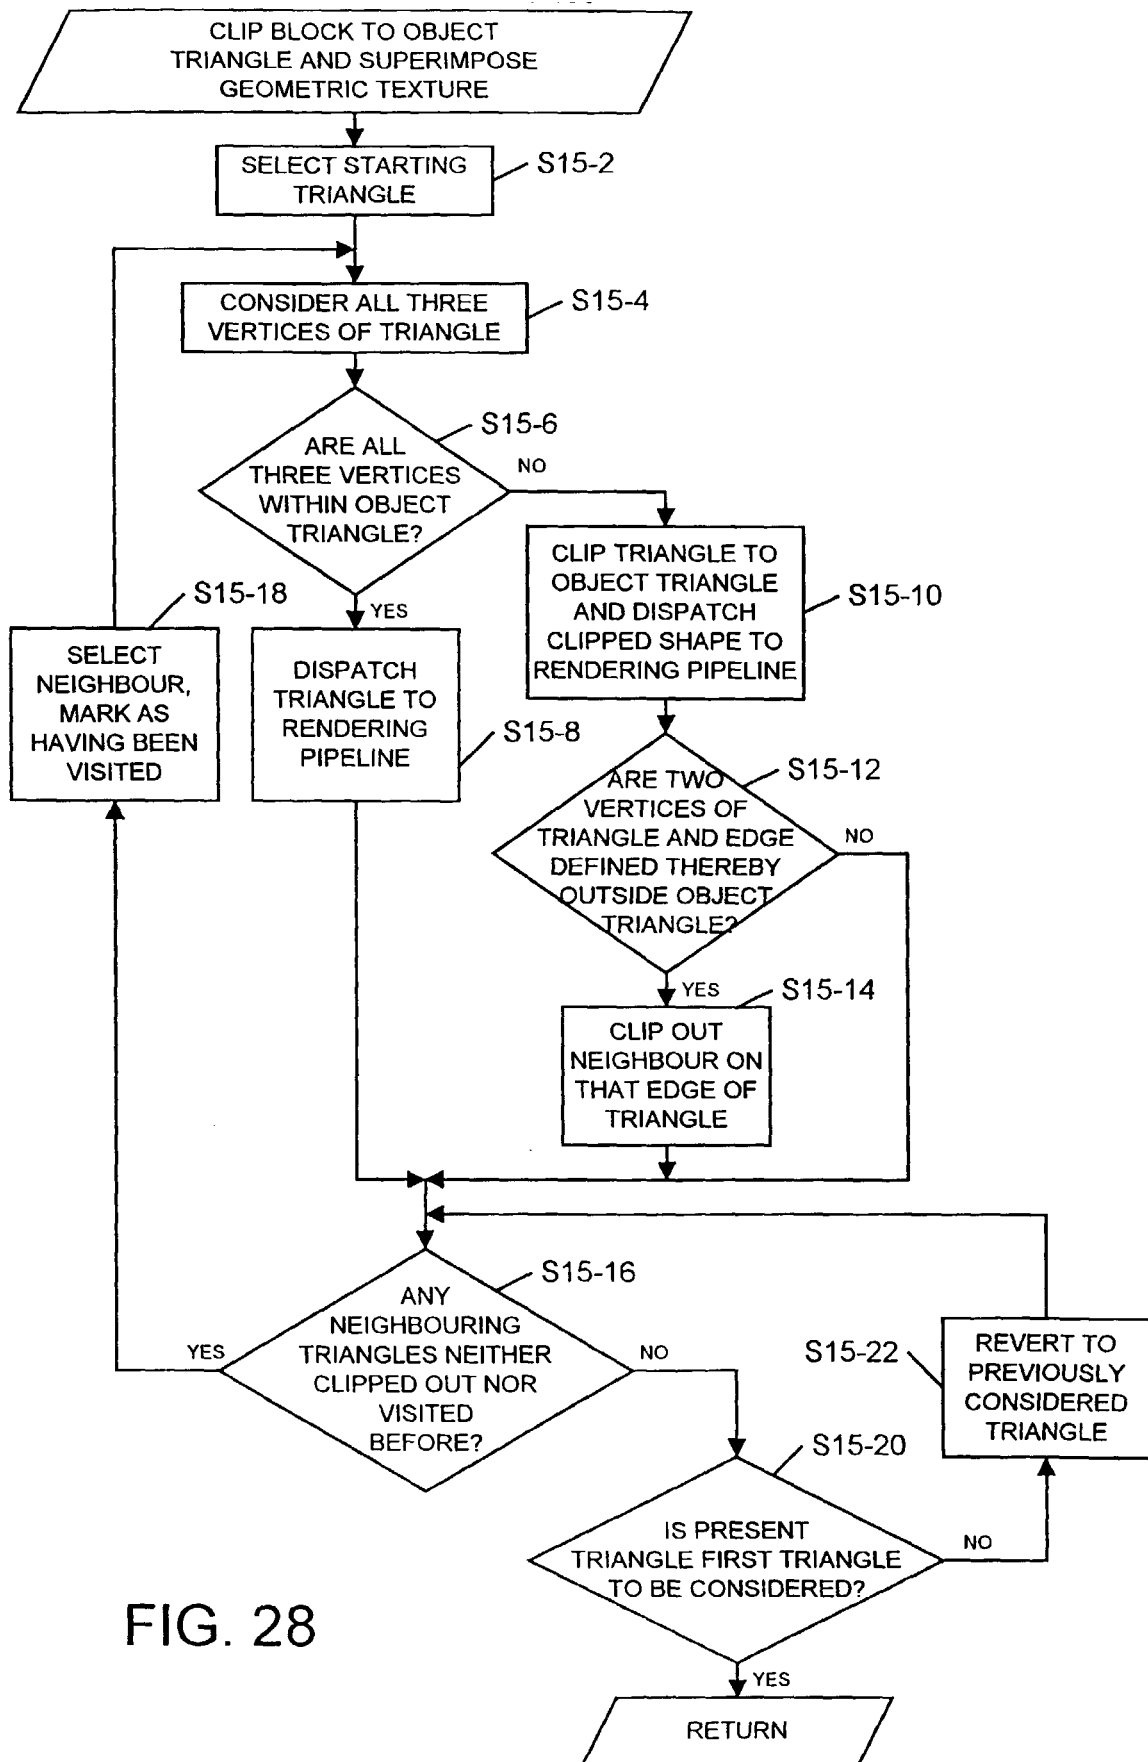 CLIP BLOCK TO OBJECT
TRIANGLE AND SUPERIMPOSE
GEOMETRIC TEXTURE
SELECT STARTING
TRIANGLE
S15-2
CONSIDER ALL THREE
VERTICES OF TRIANGLE
S15-4
ARE ALL
THREE VERTICES
WITHIN OBJECT
TRIANGLE?
S15-6
NO
YES
CLIP TRIANGLE TO
OBJECT TRIANGLE
AND DISPATCH
CLIPPED SHAPE TO
RENDERING PIPELINE
S15-10
S15-18
SELECT
NEIGHBOUR,
MARK AS
HAVING BEEN
VISITED
DISPATCH
TRIANGLE TO
RENDERING
PIPELINE
S15-8
ARE TWO
VERTICES OF
TRIANGLE AND EDGE
DEFINED THEREBY
OUTSIDE OBJECT
TRIANGLE?
S15-12
NO
YES
S15-14
CLIP OUT
NEIGHBOUR ON
THAT EDGE OF
TRIANGLE
ANY
NEIGHBOURING
TRIANGLES NEITHER
CLIPPED OUT NOR
VISITED
BEFORE?
S15-16
YES
NO
S15-22
REVERT TO
PREVIOUSLY
CONSIDERED
TRIANGLE
S15-20
IS PRESENT
TRIANGLE FIRST TRIANGLE
TO BE CONSIDERED?
NO
YES
RETURN
FIG. 28